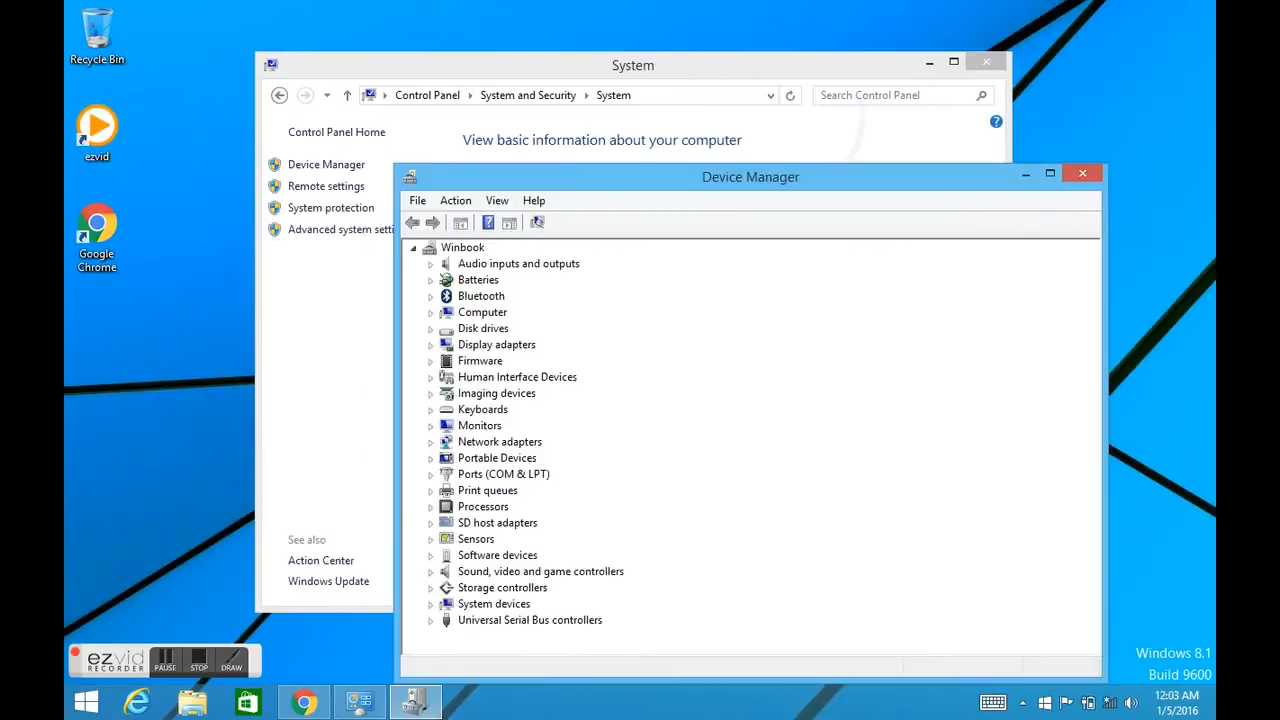 Recycle Bin
ezvid
Google
Chrome
System
Control Panel
System and Security
System
Search Control Panel
Control Panel Home
Device Manager
Remote settings
System protection
Advanced system setti
See also
Action Center
Windows Update
View basic information about your computer
Device Manager
File Action View Help
Winbook
Audio inputs and outputs
Batteries
Bluetooth
Computer
Disk drives
Display adapters
Firmware
Human Interface Devices
Imaging devices
Keyboards
Monitors
Network adapters
Portable Devices
Ports (COM & LPT)
Print queues
Processors
SD host adapters
Sensors
Software devices
Sound, video and game controllers
Storage controllers
System devices
Universal Serial Bus controllers
ezvid
RECORDER
PAUSE STOP DRAW
Windows 8.1
Build 9600
12:03 AM
1/5/2016